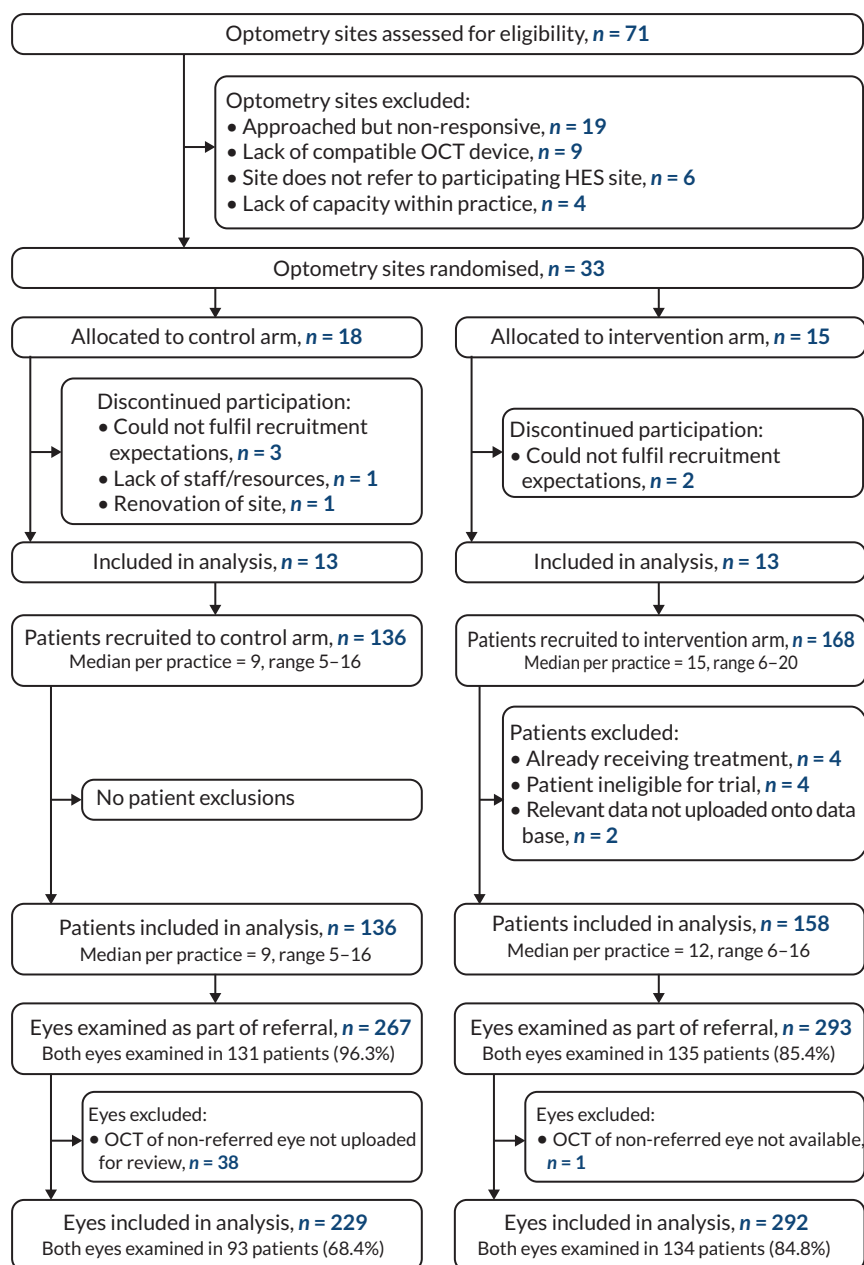 Optometry sites assessed for eligibility, n = 71
Optometry sites excluded:
• Approached but non-responsive, n = 19
• Lack of compatible OCT device, n = 9
• Site does not refer to participating HES site, n = 6
• Lack of capacity within practice, n = 4
Optometry sites randomised, n = 33
Allocated to control arm, n = 18
Discontinued participation:
• Could not fulfil recruitment
expectations, n = 3
• Lack of staff/resources, n = 1
• Renovation of site, n = 1
Included in analysis, n = 13
Patients recruited to control arm, n = 136
Median per practice = 9, range 5–16
No patient exclusions
Patients included in analysis, n = 136
Median per practice = 9, range 5–16
Eyes examined as part of referral, n = 267
Both eyes examined in 131 patients (96.3%)
Eyes excluded:
• OCT of non-referred eye not uploaded
for review, n = 38
Eyes included in analysis, n = 229
Both eyes examined in 93 patients (68.4%)
Allocated to intervention arm, n = 15
Discontinued participation:
• Could not fulfil recruitment
expectations, n = 2
Included in analysis, n = 13
Patients recruited to intervention arm, n = 168
Median per practice = 15, range 6–20
Patients excluded:
• Already receiving treatment, n = 4
• Patient ineligible for trial, n = 4
• Relevant data not uploaded onto data
base, n = 2
Patients included in analysis, n = 158
Median per practice = 12, range 6–16
Eyes examined as part of referral, n = 293
Both eyes examined in 135 patients (85.4%)
Eyes excluded:
• OCT of non-referred eye not available,
n = 1
Eyes included in analysis, n = 292
Both eyes examined in 134 patients (84.8%)